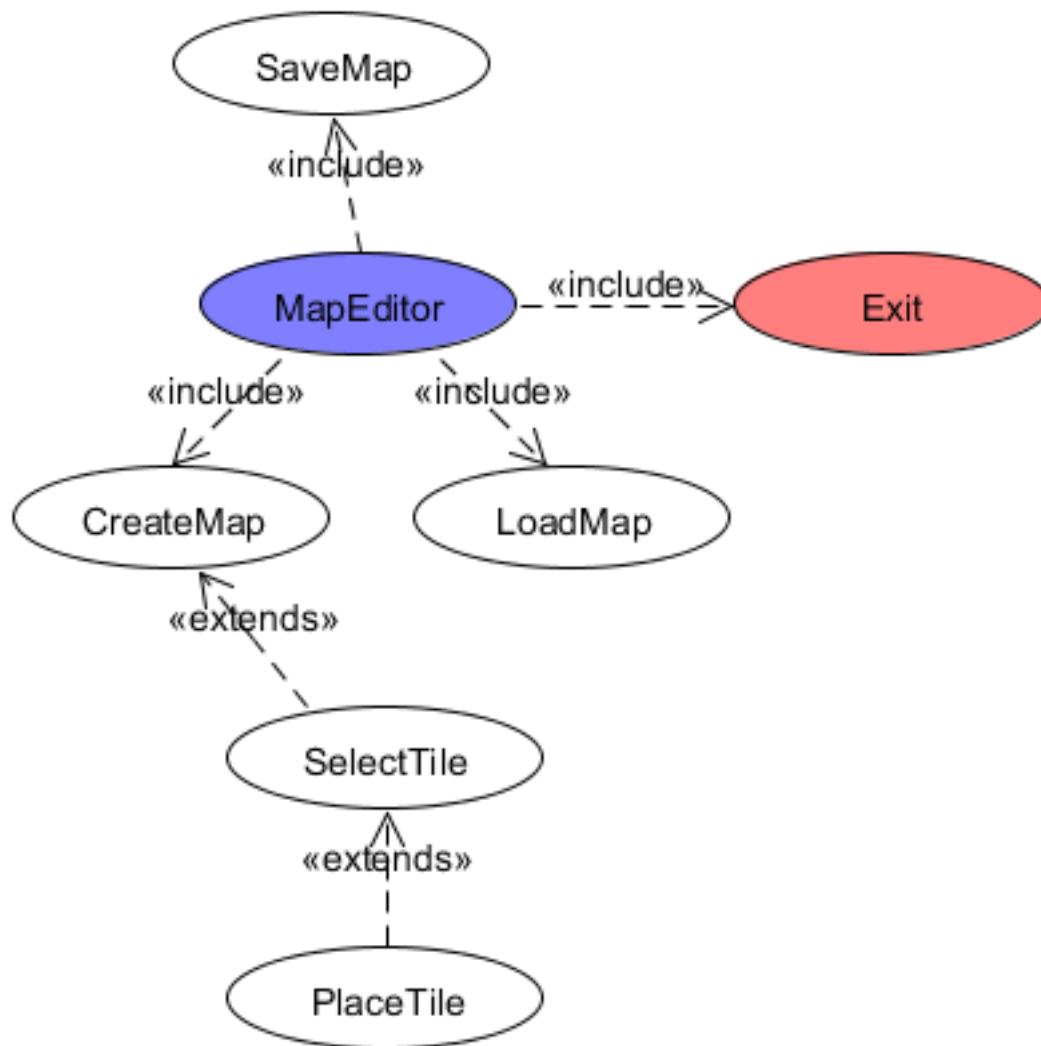 SaveMap
«include»
MapEditor
«include»
Exit
«include»
«include»
CreateMap
LoadMap
«extends»
SelectTile
«extends»
PlaceTile